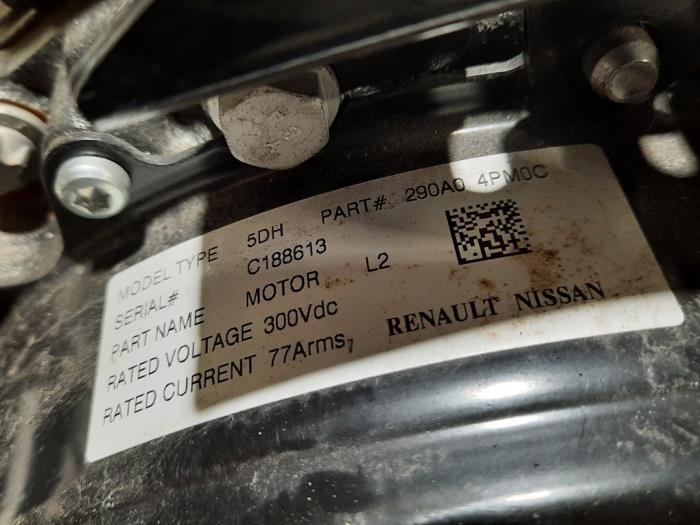 MODEL TYPE 5DH PART# 290A0 4PM0C
SERIAL# C188613
PART NAME MOTOR L2
RATED VOLTAGE 300Vdc
RATED CURRENT 77Arms
RENAULT NISSAN